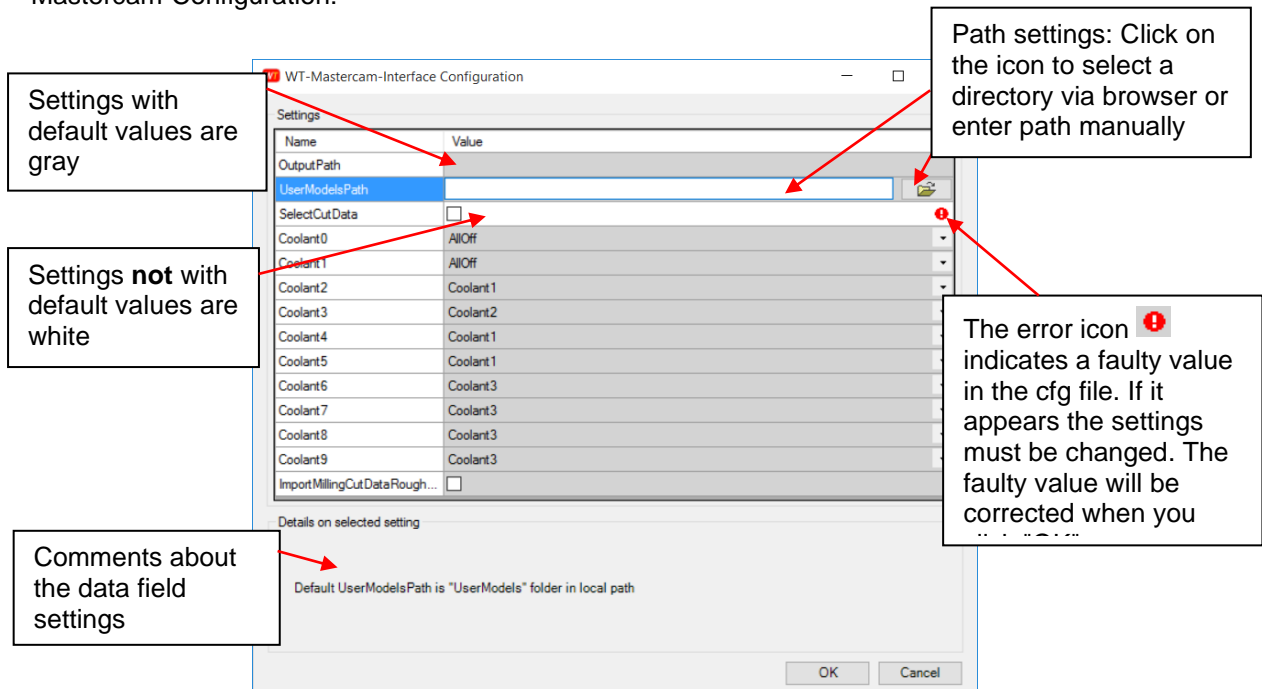 Mastercam-Configuration.
Path settings: Click on
the icon to select a
directory via browser or
enter path manually
WT-Mastercam-Interface Configuration
Settings with
default values are
gray
Settings
Name Value
OutputPath
UserModelsPath
SelectCutData
Coolant0 AllOff
Coolant1 AllOff
Coolant2 Coolant1
Coolant3 Coolant2
Coolant4 Coolant1
Coolant5 Coolant1
Coolant6 Coolant3
Coolant7 Coolant3
Coolant8 Coolant3
Coolant9 Coolant3
ImportMillingCutDataRough...
Settings not with
default values are
white
The error icon
indicates a faulty value
in the cfg file. If it
appears the settings
must be changed. The
faulty value will be
corrected when you
Details on selected setting
Comments about
the data field
settings
Default UserModelsPath is "UserModels" folder in local path
OK Cancel